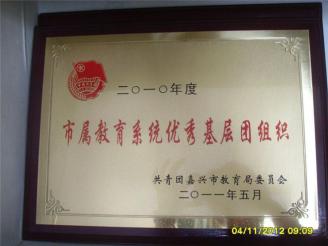 二〇一〇年度
市属教育系统优秀基层团组织
共青团嘉兴市教育局委员会
二〇一一年五月
04/11/2012 09:09